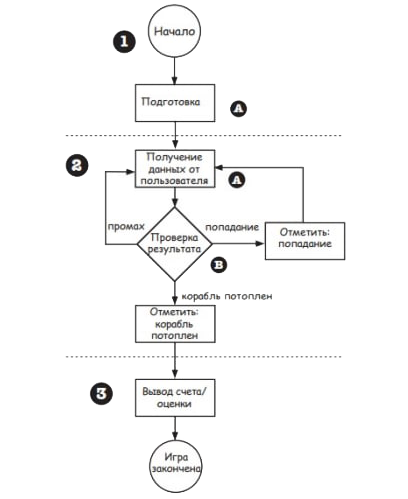 Начало
1
Подготовка
A
2
Получение
данных от
пользователя
A
промах
Проверка
результата
попадание
Отметить:
попадание
B
корабль потоплен
Отметить:
корабль
потоплен
3
Вывод счета/
оценки
Игра
закончена